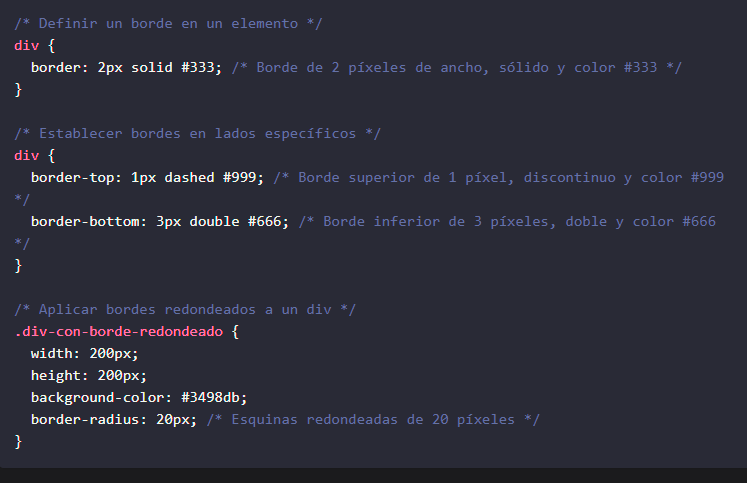 /* Definir un borde en un elemento */
div {
  border: 2px solid #333; /* Borde de 2 píxeles de ancho, sólido y color #333 */
}

/* Establecer bordes en lados específicos */
div {
  border-top: 1px dashed #999; /* Borde superior de 1 píxel, discontinuo y color #999
*/
  border-bottom: 3px double #666; /* Borde inferior de 3 píxeles, doble y color #666
*/
}

/* Aplicar bordes redondeados a un div */
.div-con-borde-redondeado {
  width: 200px;
  height: 200px;
  background-color: #3498db;
  border-radius: 20px; /* Esquinas redondeadas de 20 píxeles */
}